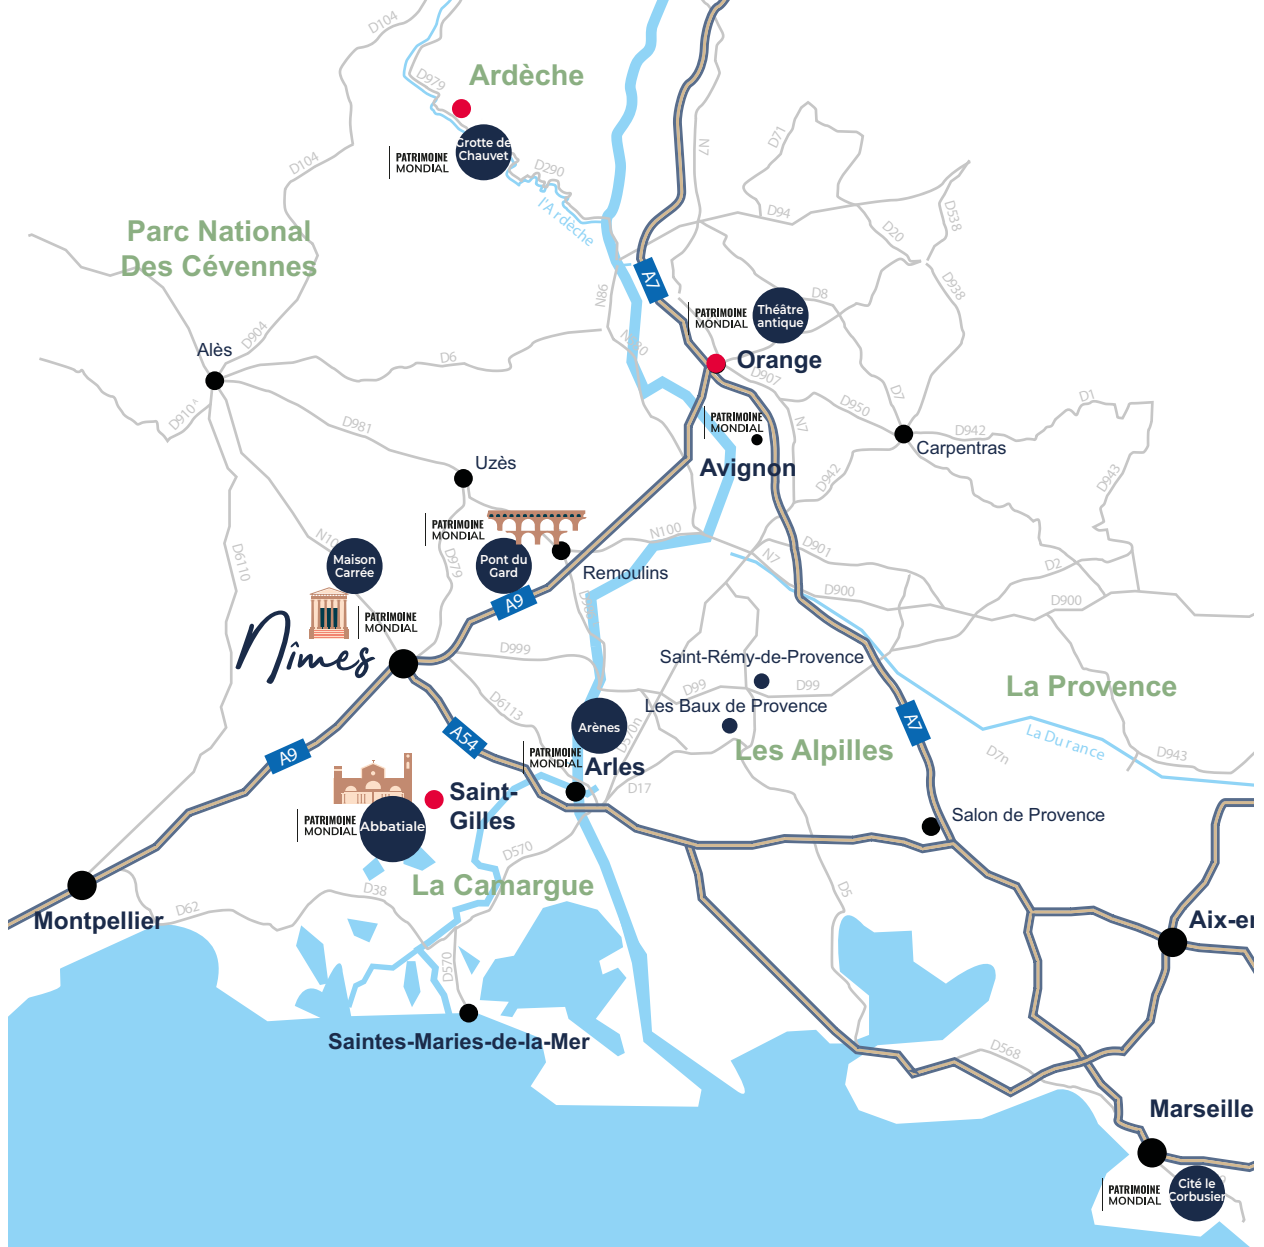 D104
Ardèche
D979
Grotte de
Chauvet
PATRIMOINE
MONDIAL
D104
D290
l'Ardèche
N7
D71
D94
D20
D538
Parc National
Des Cévennes
A7
N86
D8
D938
PATRIMOINE
MONDIAL
Théâtre
antique
D904
Alès
D6
Orange
D907
D7
D950
D1
D910 A
D981
PATRIMOINE
MONDIAL
N7
D942
Carpentras
Avignon
Uzès
D942
D943
PATRIMOINE
MONDIAL
N100
D6110
D979
Pont du
Gard
Remoulins
N7
D901
D2
Maison
Carrée
A9
D900
D900
PATRIMOINE
MONDIAL
Nîmes
D999
Saint-Rémy-de-Provence
D99
D99
La Provence
D6113
Les Baux de Provence
A7
Arènes
D570n
A54
Les Alpilles
La Durance
D7n
D943
A9
PATRIMOINE
MONDIAL
Arles
D17
Saint-
Gilles
PATRIMOINE
MONDIAL
Abbatiale
Salon de Provence
D570
La Camargue
D38
D5
D62
Montpellier
Aix-en
D570
Saintes-Maries-de-la-Mer
D568
Marseille
PATRIMOINE
MONDIAL
Cité le
Corbusier